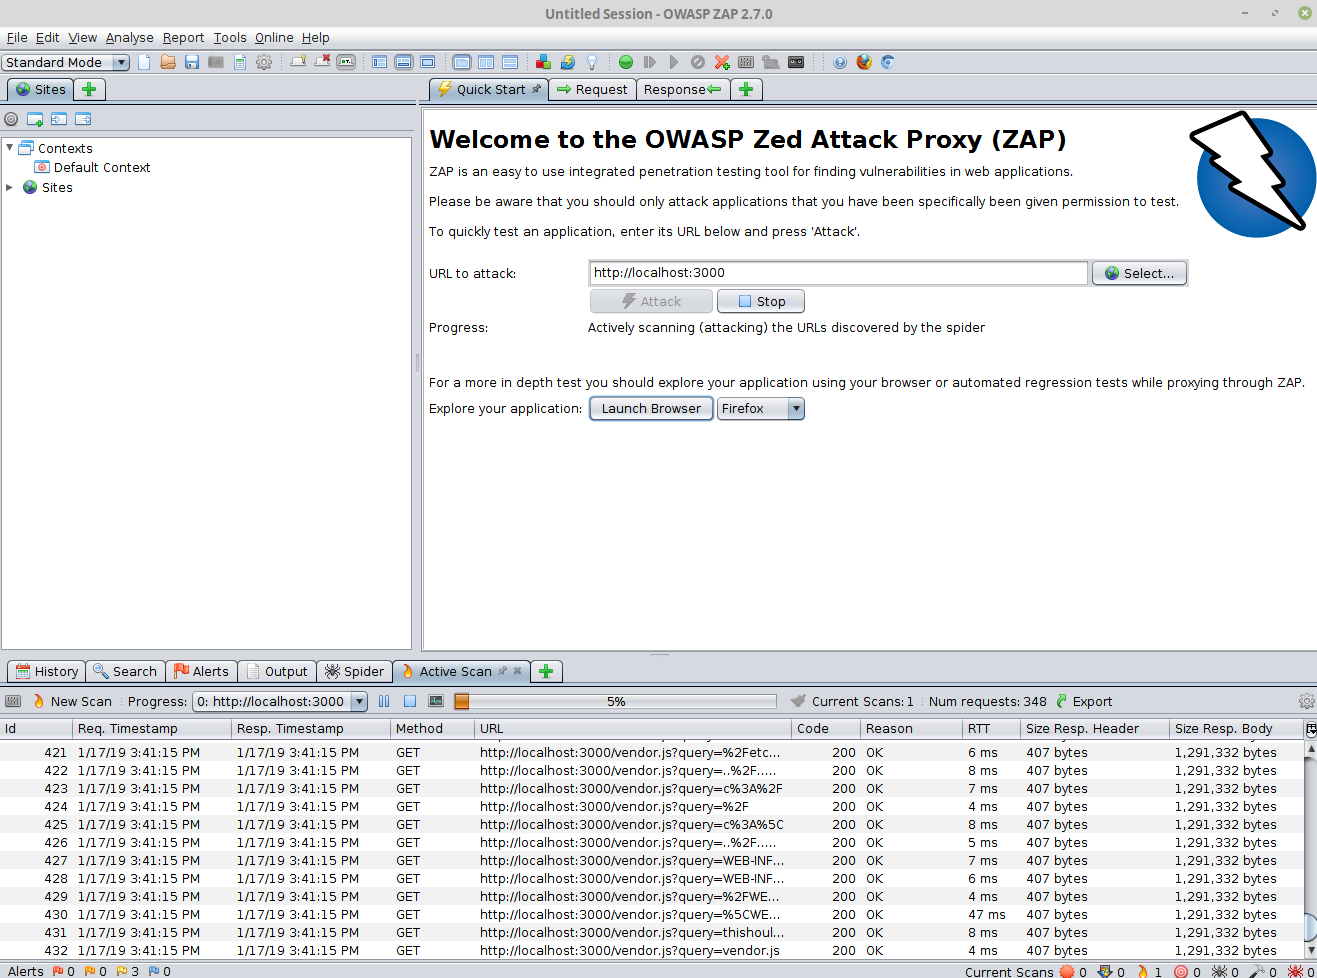 Untitled Session - OWASP ZAP 2.7.0
File Edit View Analyse Report Tools Online Help
Standard Mode
Sites
Quick Start Request Response
Contexts
Default Context
Sites
Welcome to the OWASP Zed Attack Proxy (ZAP)
ZAP is an easy to use integrated penetration testing tool for finding vulnerabilities in web applications.
Please be aware that you should only attack applications that you have been specifically been given permission to test.
To quickly test an application, enter its URL below and press 'Attack'.
URL to attack: http://localhost:3000 Select...
Attack Stop
Progress: Actively scanning (attacking) the URLs discovered by the spider
For a more in depth test you should explore your application using your browser or automated regression tests while proxying through ZAP.
Explore your application: Launch Browser Firefox
History Search Alerts Output Spider Active Scan
New Scan Progress: 0: http://localhost:3000 5% Current Scans: 1 Num requests: 348 Export
Id Req. Timestamp Resp. Timestamp Method URL Code Reason RTT Size Resp. Header Size Resp. Body
421 1/17/19 3:41:15 PM 1/17/19 3:41:15 PM GET http://localhost:3000/vendor.js?query=%2Fetc... 200 OK 6 ms 407 bytes 1,291,332 bytes
422 1/17/19 3:41:15 PM 1/17/19 3:41:15 PM GET http://localhost:3000/vendor.js?query=..%2F..... 200 OK 8 ms 407 bytes 1,291,332 bytes
423 1/17/19 3:41:15 PM 1/17/19 3:41:15 PM GET http://localhost:3000/vendor.js?query=c%3A%2F 200 OK 7 ms 407 bytes 1,291,332 bytes
424 1/17/19 3:41:15 PM 1/17/19 3:41:15 PM GET http://localhost:3000/vendor.js?query=%2F 200 OK 4 ms 407 bytes 1,291,332 bytes
425 1/17/19 3:41:15 PM 1/17/19 3:41:15 PM GET http://localhost:3000/vendor.js?query=c%3A%5C 200 OK 8 ms 407 bytes 1,291,332 bytes
426 1/17/19 3:41:15 PM 1/17/19 3:41:15 PM GET http://localhost:3000/vendor.js?query=..%2F..... 200 OK 5 ms 407 bytes 1,291,332 bytes
427 1/17/19 3:41:15 PM 1/17/19 3:41:15 PM GET http://localhost:3000/vendor.js?query=WEB-INF... 200 OK 7 ms 407 bytes 1,291,332 bytes
428 1/17/19 3:41:15 PM 1/17/19 3:41:15 PM GET http://localhost:3000/vendor.js?query=WEB-INF... 200 OK 6 ms 407 bytes 1,291,332 bytes
429 1/17/19 3:41:15 PM 1/17/19 3:41:15 PM GET http://localhost:3000/vendor.js?query=%2FWE... 200 OK 4 ms 407 bytes 1,291,332 bytes
430 1/17/19 3:41:15 PM 1/17/19 3:41:15 PM GET http://localhost:3000/vendor.js?query=%5CWE... 200 OK 47 ms 407 bytes 1,291,332 bytes
431 1/17/19 3:41:15 PM 1/17/19 3:41:15 PM GET http://localhost:3000/vendor.js?query=thishoul... 200 OK 8 ms 407 bytes 1,291,332 bytes
432 1/17/19 3:41:15 PM 1/17/19 3:41:15 PM GET http://localhost:3000/vendor.js?query=vendor.js 200 OK 4 ms 407 bytes 1,291,332 bytes
Alerts 0 0 3 0 Current Scans 0 0 1 0 0 0 0